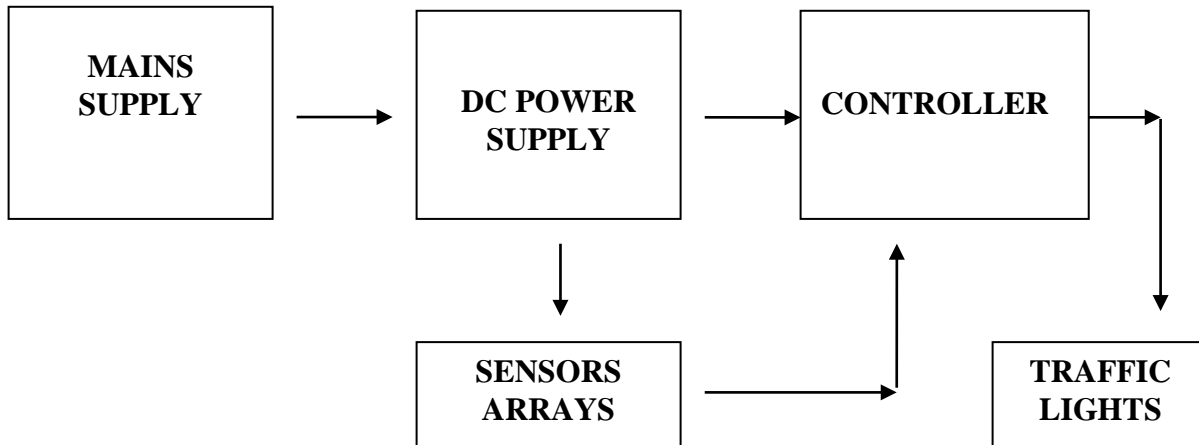 MAINS
SUPPLY
DC POWER
SUPPLY
CONTROLLER
SENSORS
ARRAYS
TRAFFIC
LIGHTS